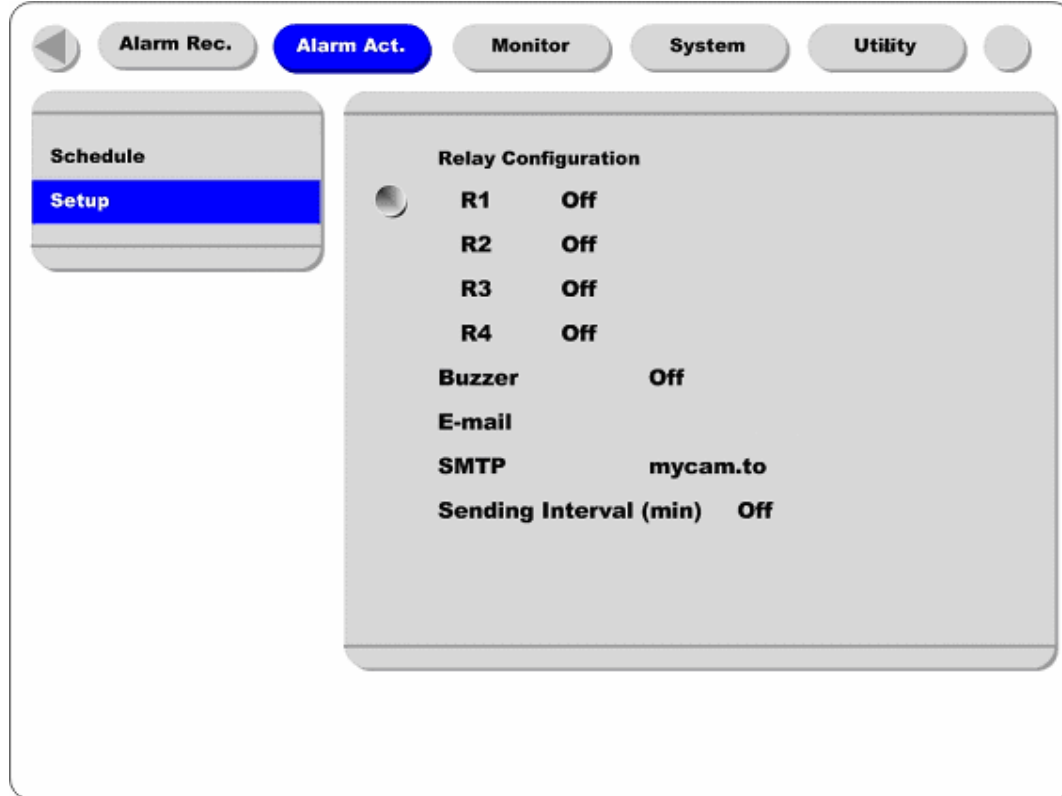 Alarm Rec. Alarm Act. Monitor System Utility
Schedule
Setup
Relay Configuration
R1 Off
R2 Off
R3 Off
R4 Off
Buzzer Off
E-mail
SMTP mycam.to
Sending Interval (min) Off